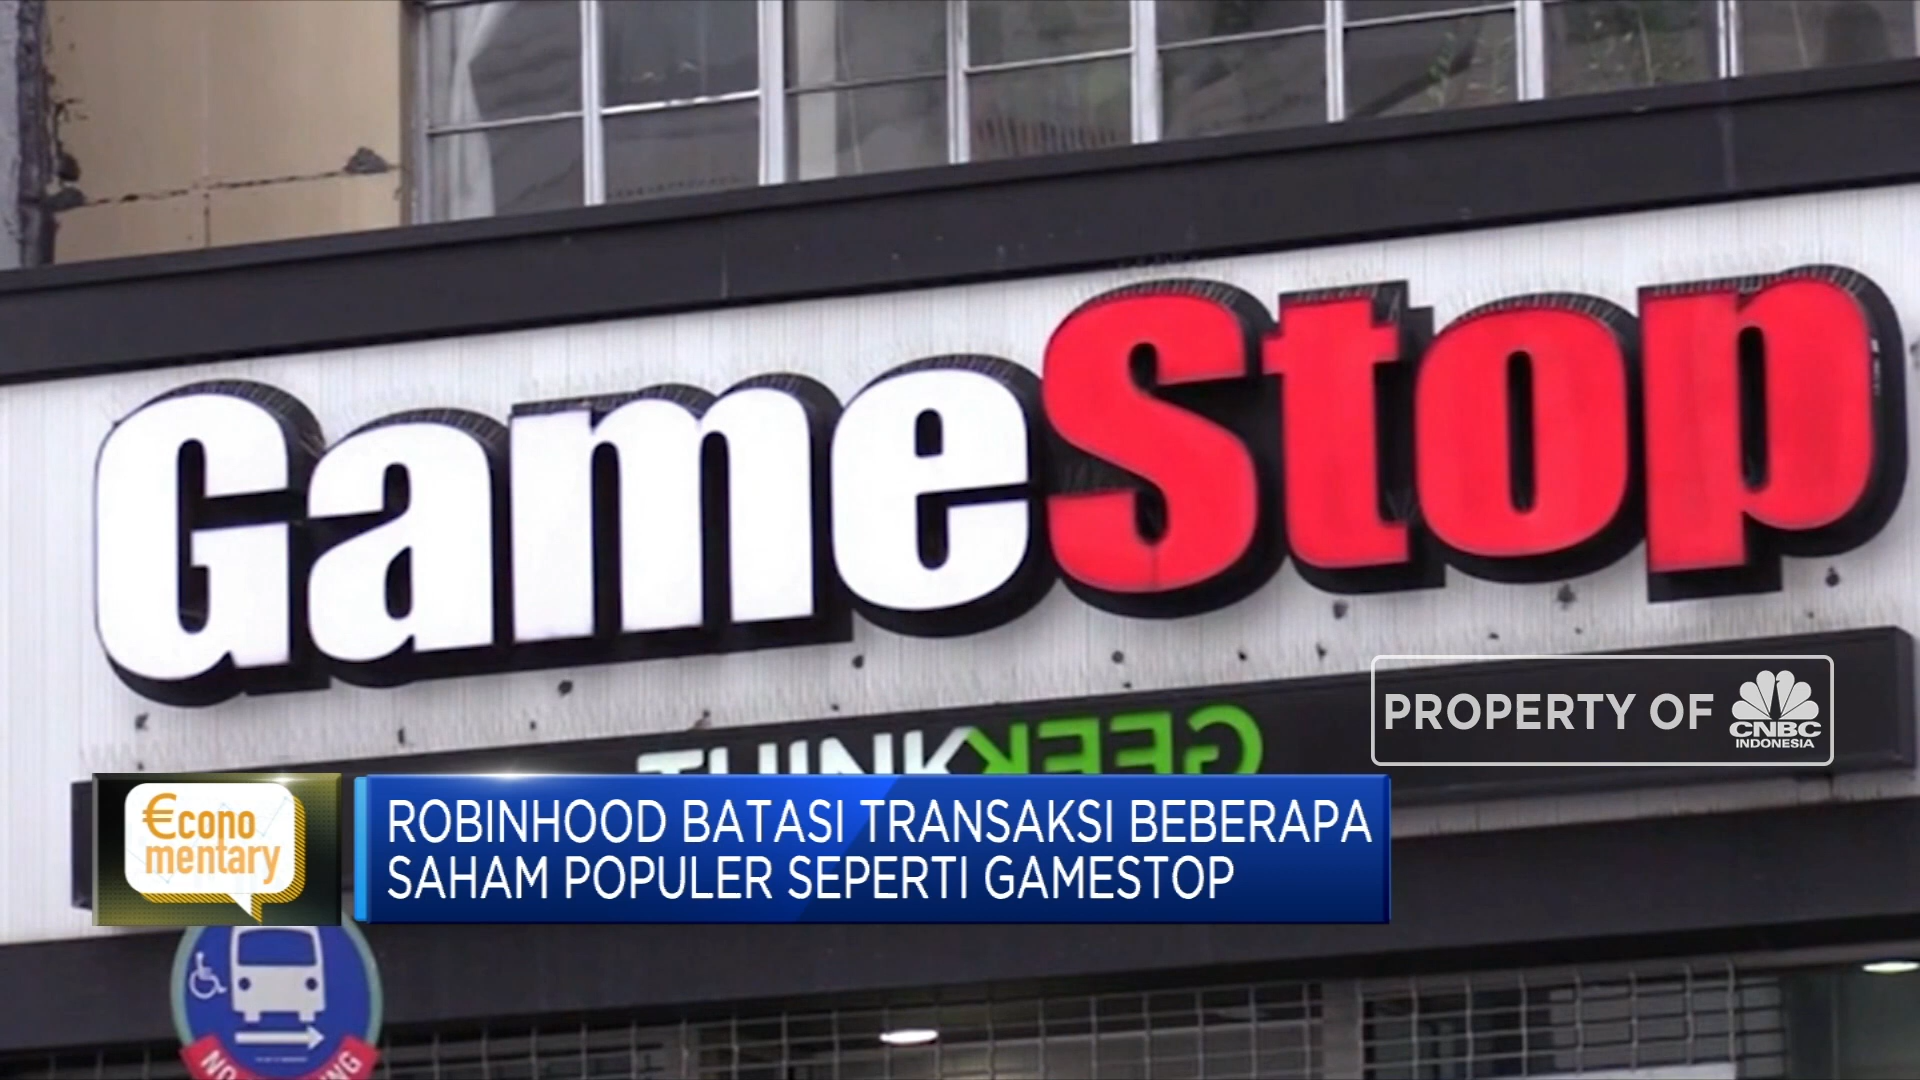 GameStop
PROPERTY OF
CNBC
INDONESIA
€cono
mentary
ROBINHOOD BATASI TRANSAKSI BEBERAPA
SAHAM POPULER SEPERTI GAMESTOP